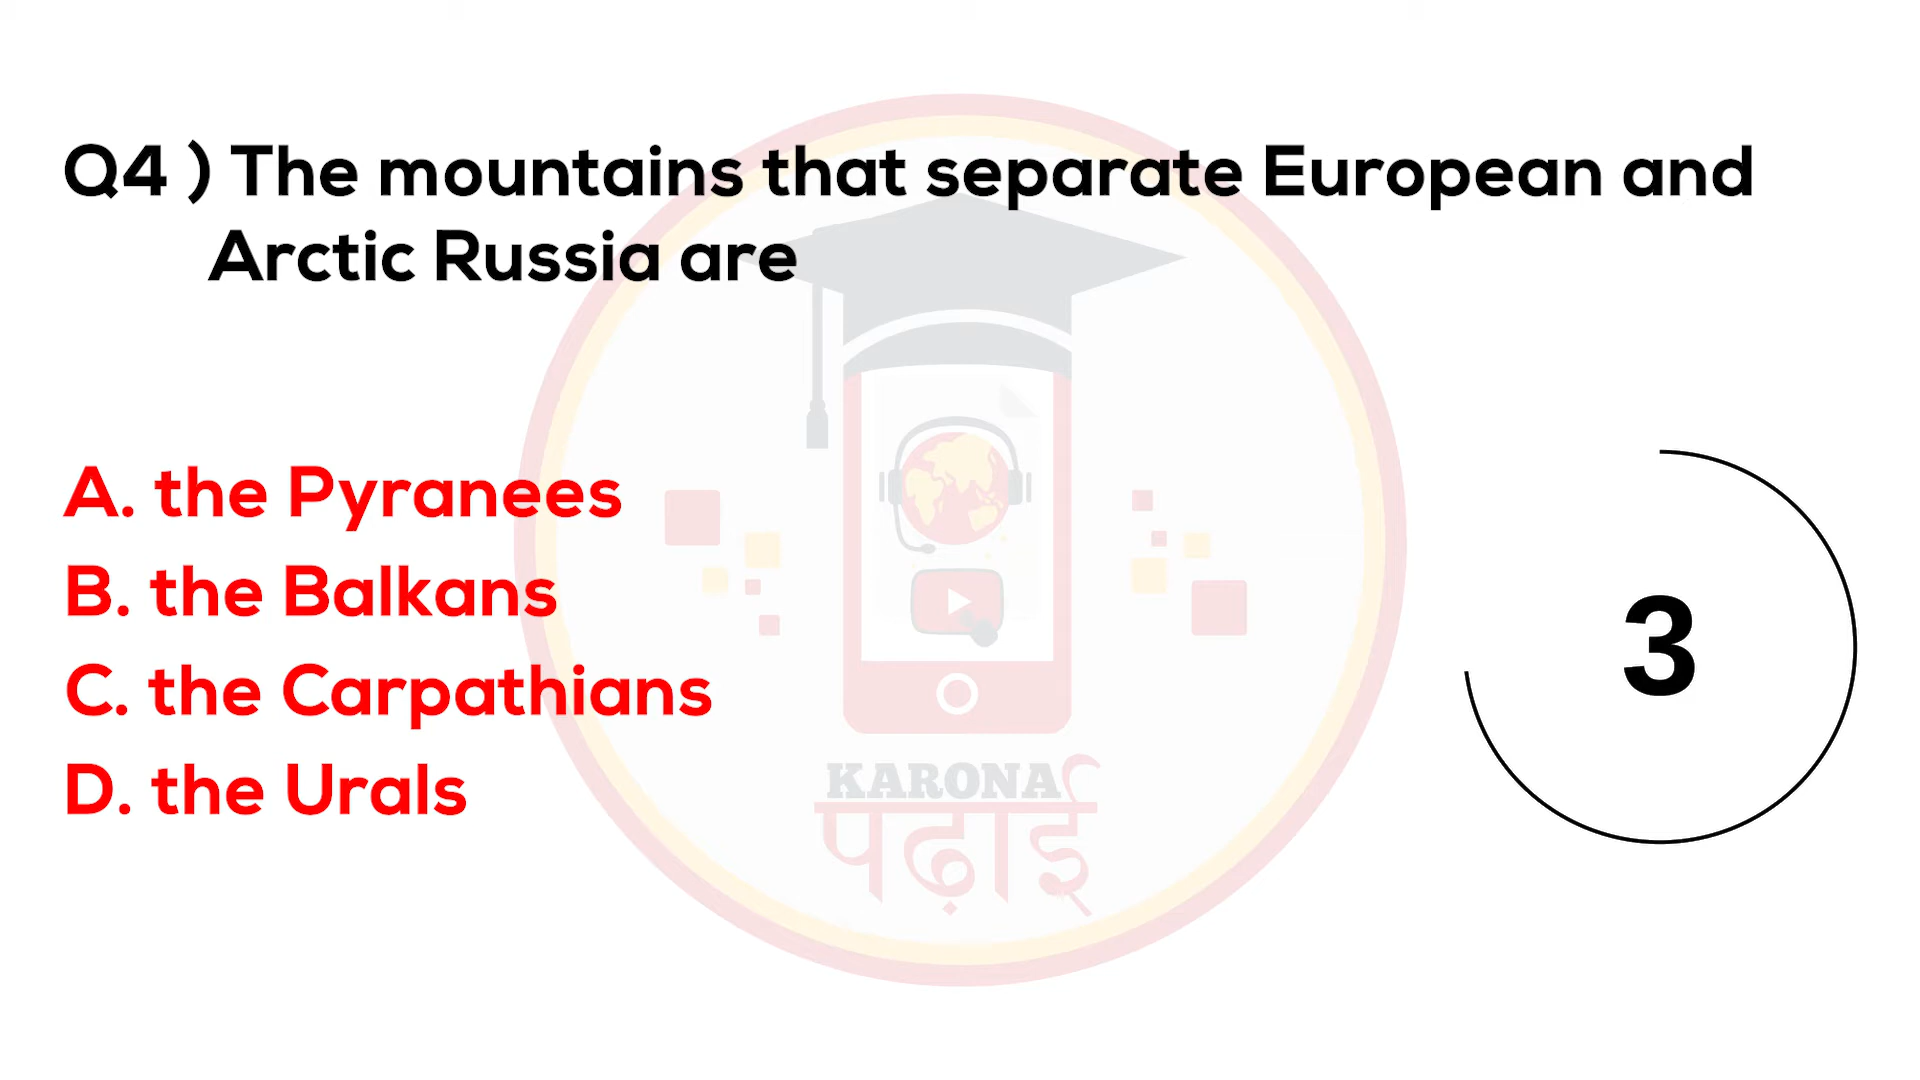 Q4 ) The mountains that separate European and
Arctic Russia are
A. the Pyranees
B. the Balkans
C. the Carpathians
D. the Urals
3
KARONA
पढ़ाई